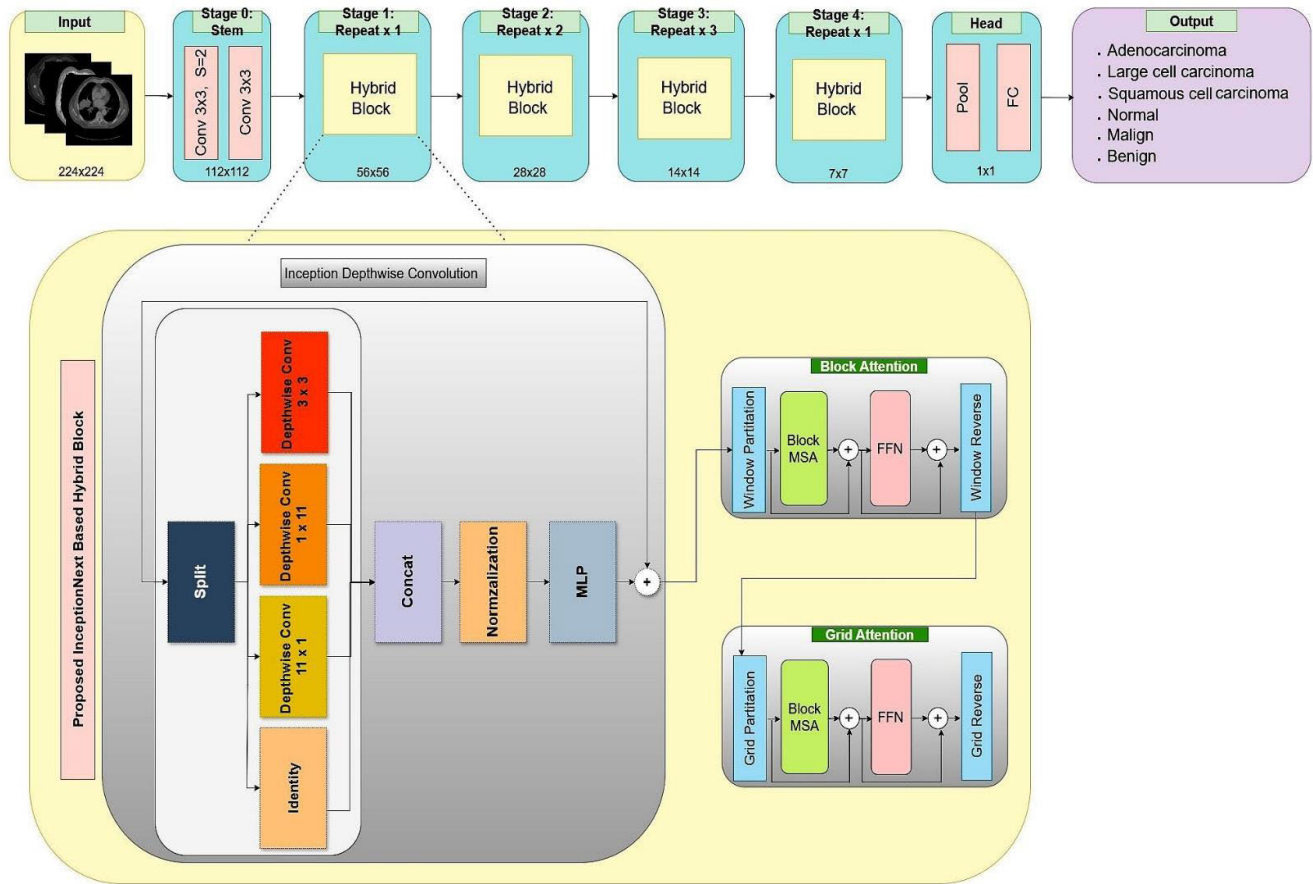 Input
224x224
Stage 0:
Stem
Conv 3x3, S=2
Conv 3x3
112x112
Stage 1:
Repeat x 1
Hybrid
Block
56x56
Stage 2:
Repeat x 2
Hybrid
Block
28x28
Stage 3:
Repeat x 3
Hybrid
Block
14x14
Stage 4:
Repeat x 1
Hybrid
Block
7x7
Head
Pool
FC
1x1
Output
. Adenocarcinoma
. Large cell carcinoma
. Squamous cell carcinoma
. Normal
. Malign
. Benign
Proposed InceptionNext Based Hybrid Block
Inception Depthwise Convolution
Split
Depthwise Conv
3 x 3
Depthwise Conv
1 x 11
Depthwise Conv
11 x 1
Identity
Concat
Normzalization
MLP
+
Block Attention
Window Partitation
Block
MSA
+
FFN
+
Window Reverse
Grid Attention
Grid Partitation
Block
MSA
+
FFN
+
Grid Reverse